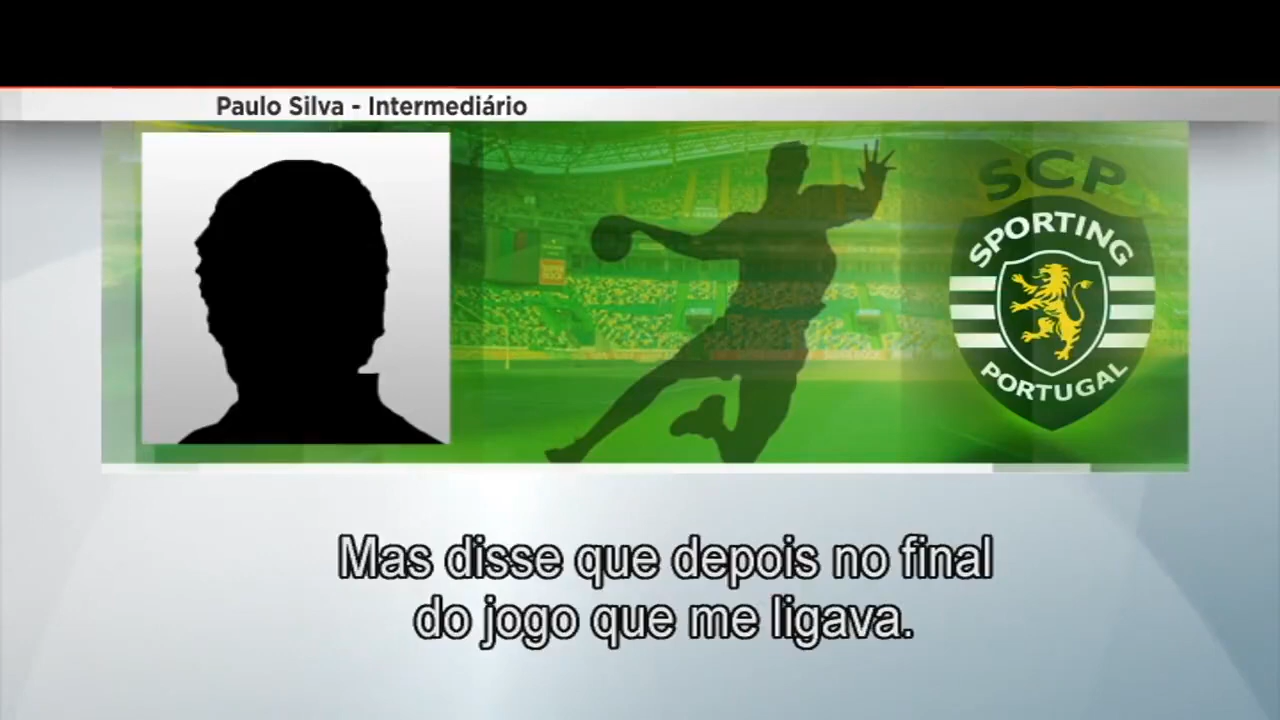 Paulo Silva - Intermediário
SCP
SPORTING
PORTUGAL
Mas disse que depois no final
do jogo que me ligava.